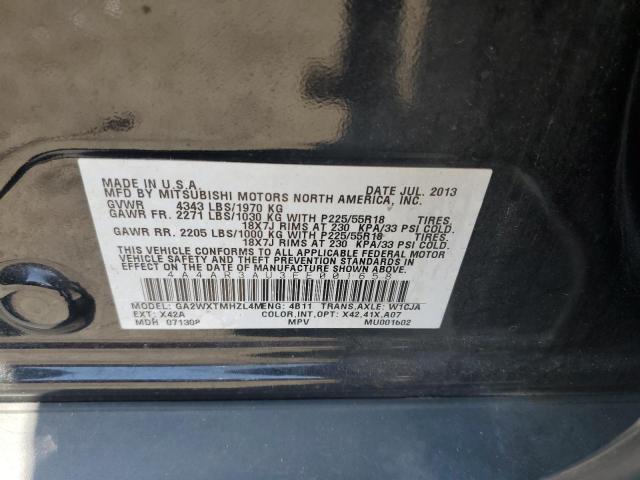 MADE IN U.S.A. DATE JUL. 2013
MFD BY MITSUBISHI MOTORS NORTH AMERICA, INC.
GVWR 4343 LBS/1970 KG
GAWR FR. 2271 LBS/1030 KG WITH P225/55R18 TIRES,
18X7J RIMS AT 230 KPA/33 PSI COLD.
GAWR RR. 2205 LBS/1000 KG WITH P225/55R18 TIRES,
18X7J RIMS AT 230 KPA/33 PSI COLD.
THIS VEHICLE CONFORMS TO ALL APPLICABLE FEDERAL MOTOR
VEHICLE SAFETY AND THEFT PREVENTION STANDARDS IN
EFFECT ON THE DATE OF MANUFACTURE SHOWN ABOVE.
4A4AR3AU3EE001658
MODEL: GA2WXTMHZL4M ENG: 4B11 TRANS,AXLE: W1CJA
EXT: X42A COLOR,INT,OPT: X42,41X,A07
MDH 071308 MPV MU001602